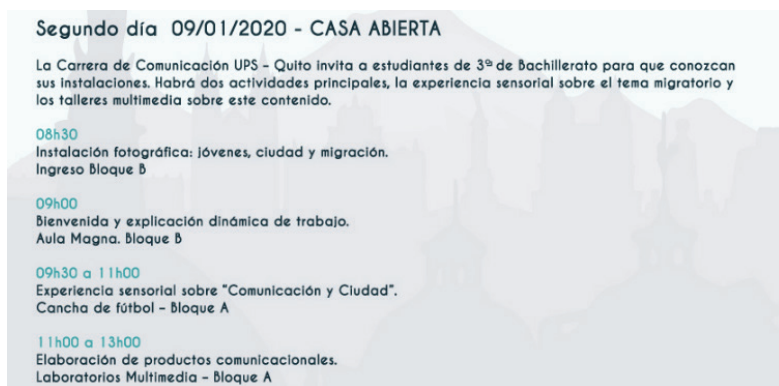 Segundo día 09/01/2020 - CASA ABIERTA
La Carrera de Comunicación UPS - Quito invita a estudiantes de 3º de Bachillerato para que conozcan
sus instalaciones. Habrá dos actividades principales, la experiencia sensorial sobre el tema migratorio y
los talleres multimedia sobre este contenido.
08h30
Instalación fotográfica: jóvenes, ciudad y migración.
Ingreso Bloque B
09h00
Bienvenida y explicación dinámica de trabajo.
Aula Magna. Bloque B
09h30 a 11h00
Experiencia sensorial sobre "Comunicación y Ciudad".
Cancha de fútbol - Bloque A
11h00 a 13h00
Elaboración de productos comunicacionales.
Laboratorios Multimedia - Bloque A